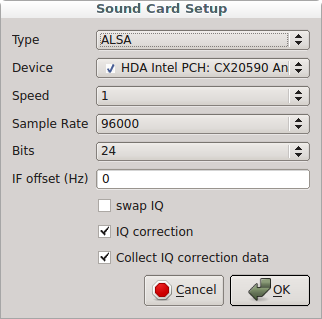 Sound Card Setup
Type ALSA
Device HDA Intel PCH: CX20590 An
Speed 1
Sample Rate 96000
Bits 24
IF offset (Hz) 0
swap IQ
IQ correction
Collect IQ correction data
Cancel OK